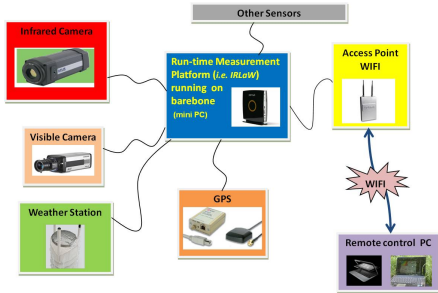 Other Sensors
Infrared Camera
Run-time Measurement
Platform (i.e. IRLaW)
running on
barebone
(mini PC)
Access Point
WIFI
Visible Camera
Weather Station
GPS
WIFI
Remote control PC